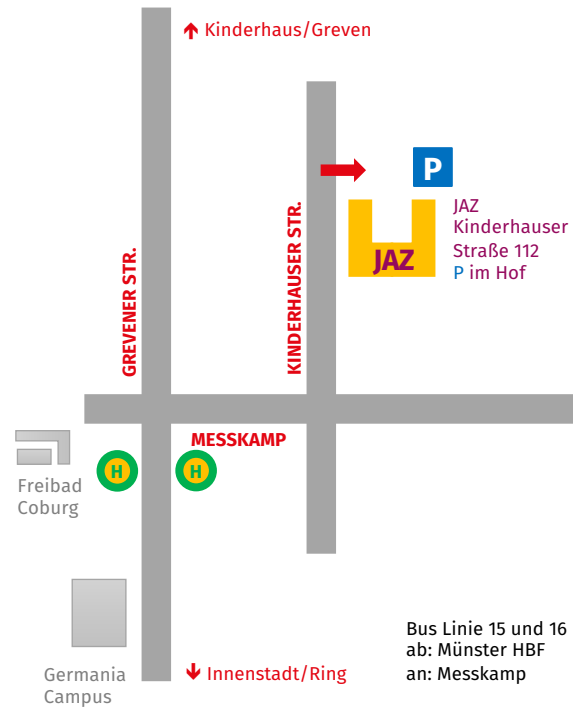 Kinderhaus/Greven
P
JAZ
Kinderhauser
Straße 112
P im Hof
JAZ
GREVENER STR.
KINDERHAUSER STR.
MESSKAMP
H
H
Freibad
Coburg
Bus Linie 15 und 16
ab: Münster HBF
an: Messkamp
Germania
Campus
Innenstadt/Ring